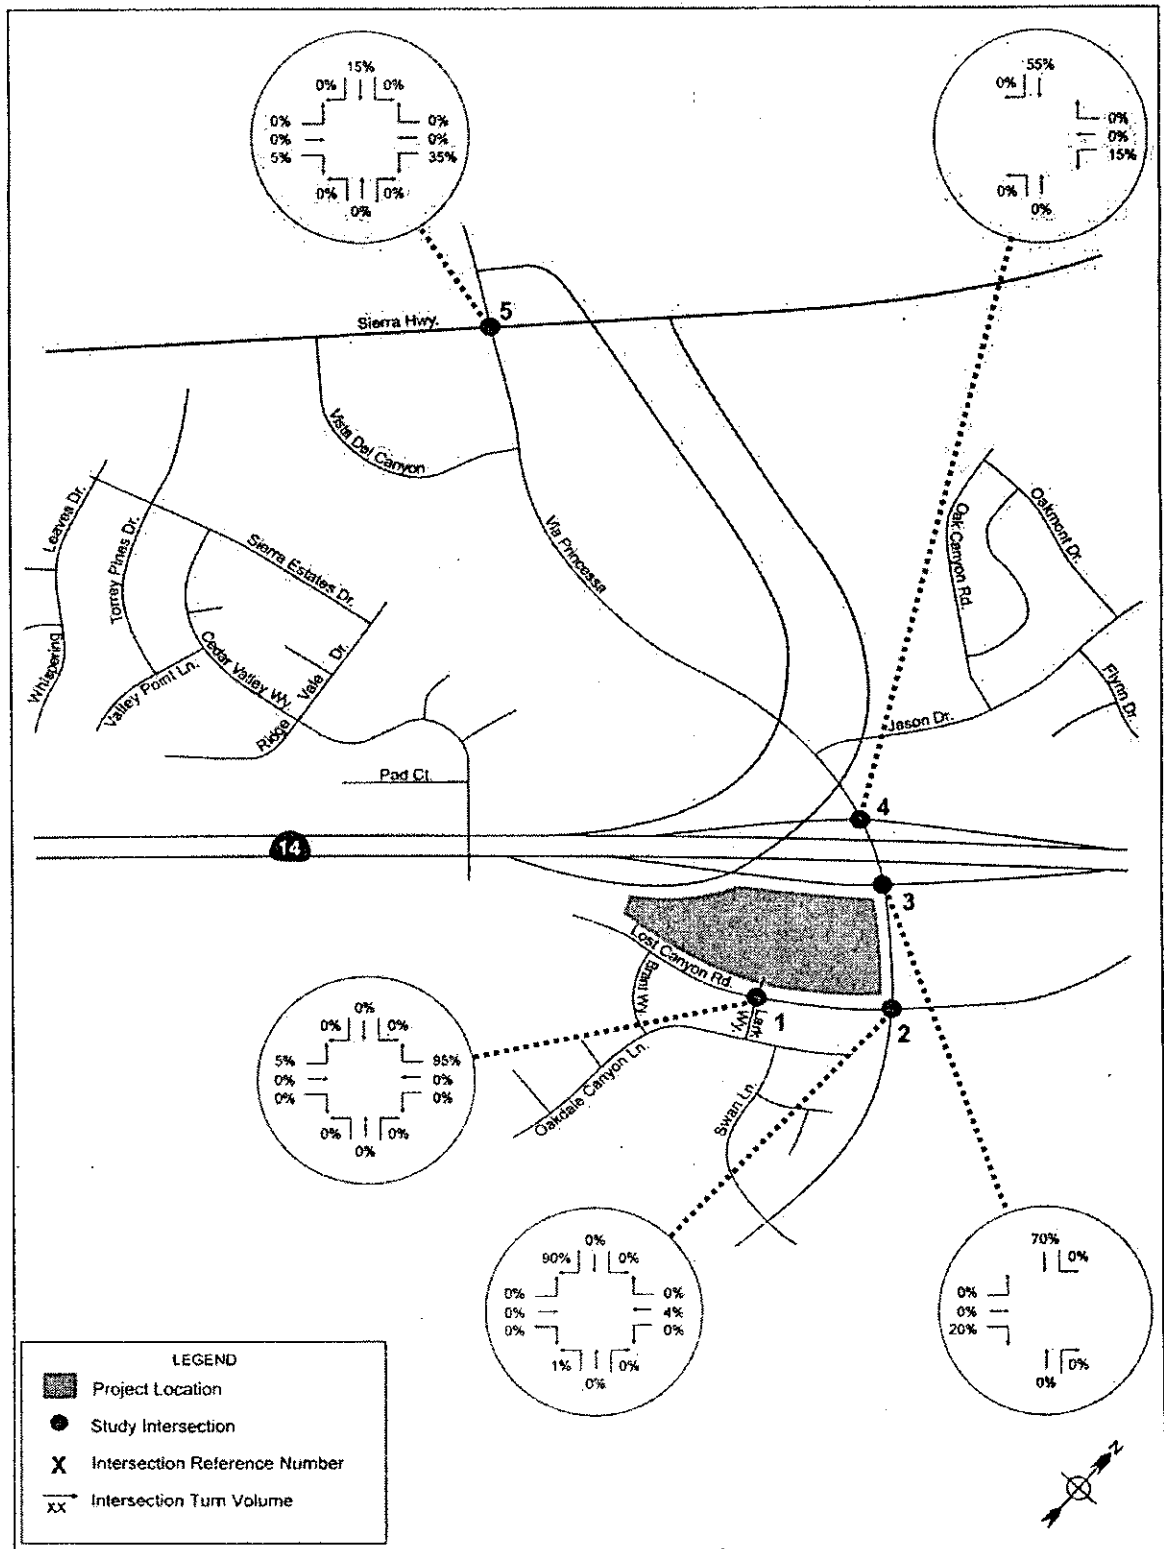 15%
0% 0%
0% 0%
0% 0%
5% 35%
0% 0%
0%
55%
0%
0%
0%
15%
0%
0%
5
Sierra Hwy.
Vista Del Canyon
Via Princessa
Leaves Dr.
Whispering
Torrey Pines Dr.
Sierra Estates Dr.
Cedar Valley Wy.
Valley Point Ln.
Ridge Vale Dr.
Pad Ct.
Oak Canyon Rd.
Oakmont Dr.
Flynn Dr.
Jason Dr.
14
4
3
Lost Canyon Rd.
Brant Wy.
Lark Wy.
1
2
Oakdale Canyon Ln.
Swan Ln.
0%
0% 0%
5% 95%
0% 0%
0% 0%
0% 0%
0%
0%
90% 0%
0% 0%
0% 4%
0% 0%
1% 0%
0%
70%
0%
0%
0%
20%
0%
0%
LEGEND
Project Location
Study Intersection
X Intersection Reference Number
XX Intersection Turn Volume
N